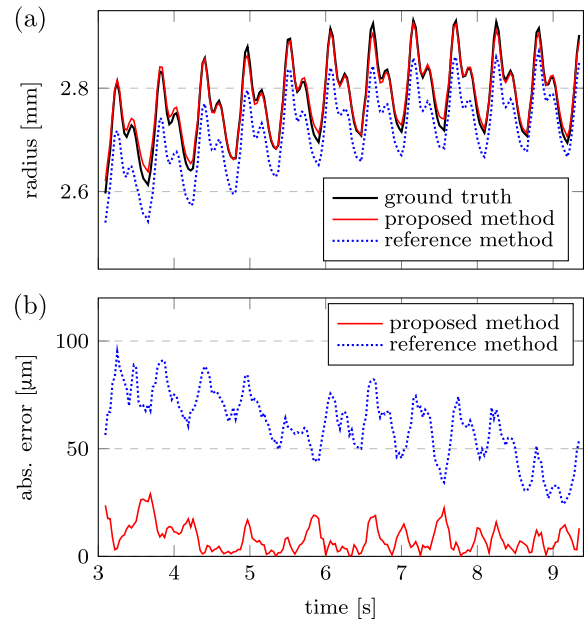 (a)
2.8
2.6
radius [mm]
ground truth
proposed method
reference method
(b)
100
50
0
abs. error [µm]
proposed method
reference method
3 4 5 6 7 8 9
time [s]